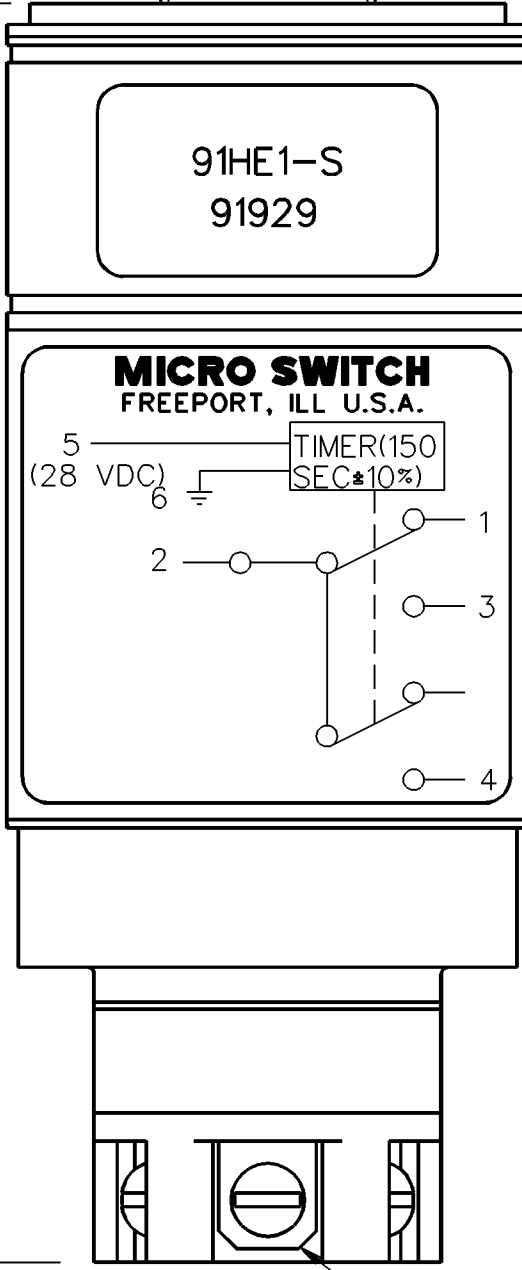 91HE1-S
91929
MICRO SWITCH
FREEPORT, ILL U.S.A.
5
TIMER(150
(28 VDC)
SEC±10%)
6
1
2
3
4